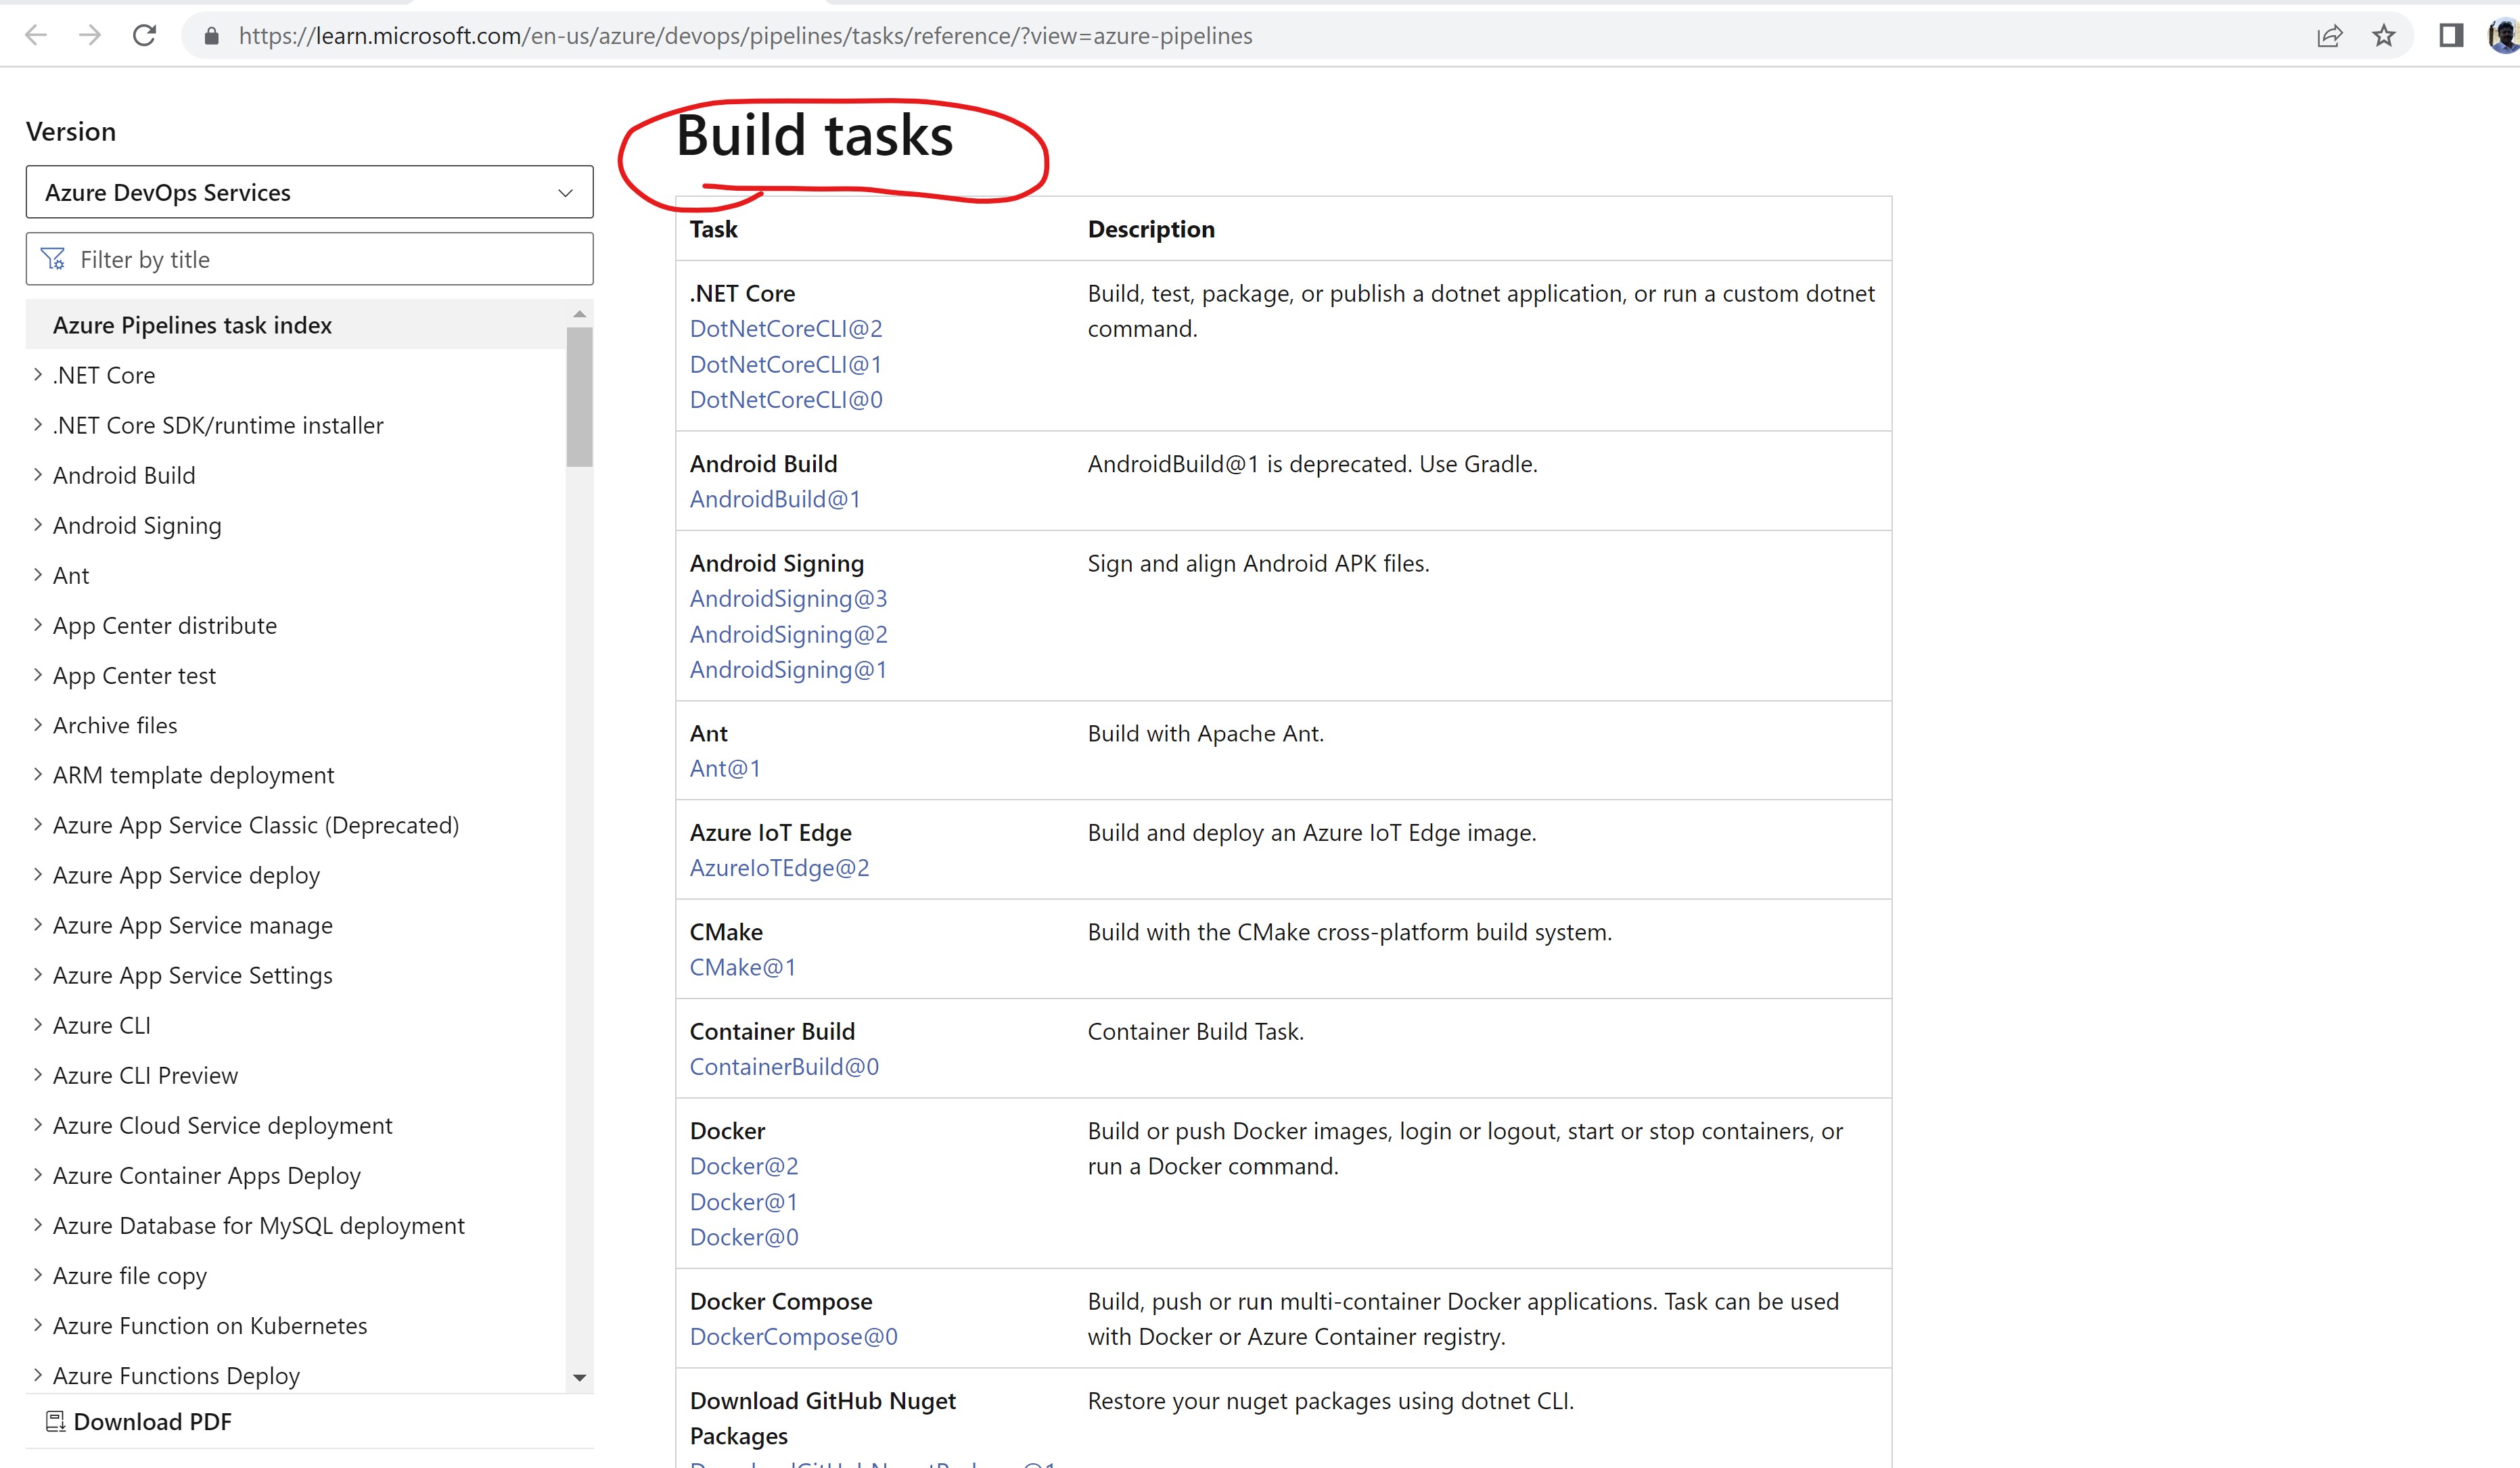 https://learn.microsoft.com/en-us/azure/devops/pipelines/tasks/reference/?view=azure-pipelines
Version
Azure DevOps Services
Filter by title
Azure Pipelines task index
.NET Core
.NET Core SDK/runtime installer
Android Build
Android Signing
Ant
App Center distribute
App Center test
Archive files
ARM template deployment
Azure App Service Classic (Deprecated)
Azure App Service deploy
Azure App Service manage
Azure App Service Settings
Azure CLI
Azure CLI Preview
Azure Cloud Service deployment
Azure Container Apps Deploy
Azure Database for MySQL deployment
Azure file copy
Azure Function on Kubernetes
Azure Functions Deploy
Download PDF
Build tasks
Task Description
.NET Core
DotNetCoreCLI@2
DotNetCoreCLI@1
DotNetCoreCLI@0
Build, test, package, or publish a dotnet application, or run a custom dotnet
command.
Android Build
AndroidBuild@1
AndroidBuild@1 is deprecated. Use Gradle.
Android Signing
AndroidSigning@3
AndroidSigning@2
AndroidSigning@1
Sign and align Android APK files.
Ant
Ant@1
Build with Apache Ant.
Azure IoT Edge
AzureIoTEdge@2
Build and deploy an Azure IoT Edge image.
CMake
CMake@1
Build with the CMake cross-platform build system.
Container Build
ContainerBuild@0
Container Build Task.
Docker
Docker@2
Docker@1
Docker@0
Build or push Docker images, login or logout, start or stop containers, or
run a Docker command.
Docker Compose
DockerCompose@0
Build, push or run multi-container Docker applications. Task can be used
with Docker or Azure Container registry.
Download GitHub Nuget
Packages
Restore your nuget packages using dotnet CLI.